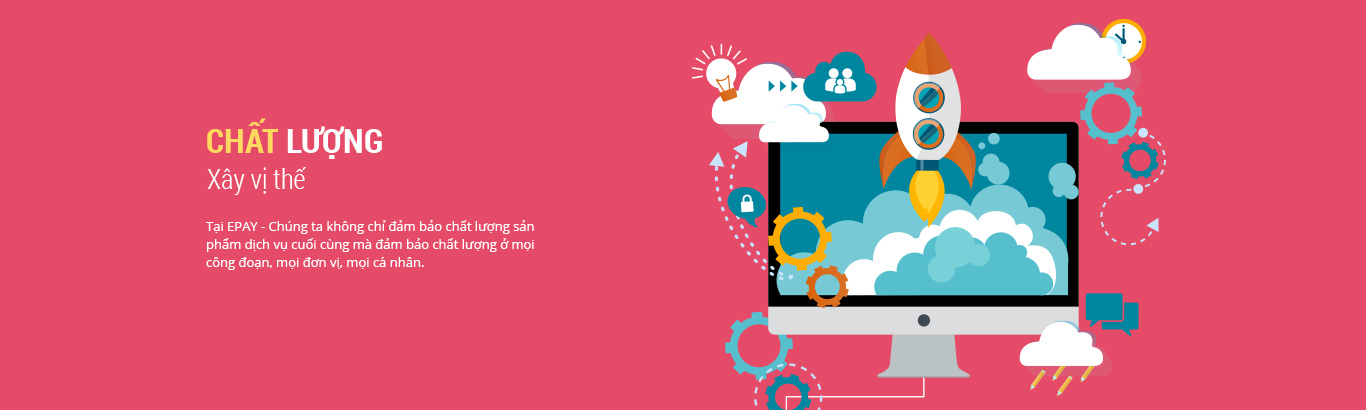 CHẤT LƯỢNG
Xây vị thế
Tại EPAY - Chúng ta không chỉ đảm bảo chất lượng sản
phẩm dịch vụ cuối cùng mà đảm bảo chất lượng ở mọi
công đoạn, mọi đơn vị, mọi cá nhân.